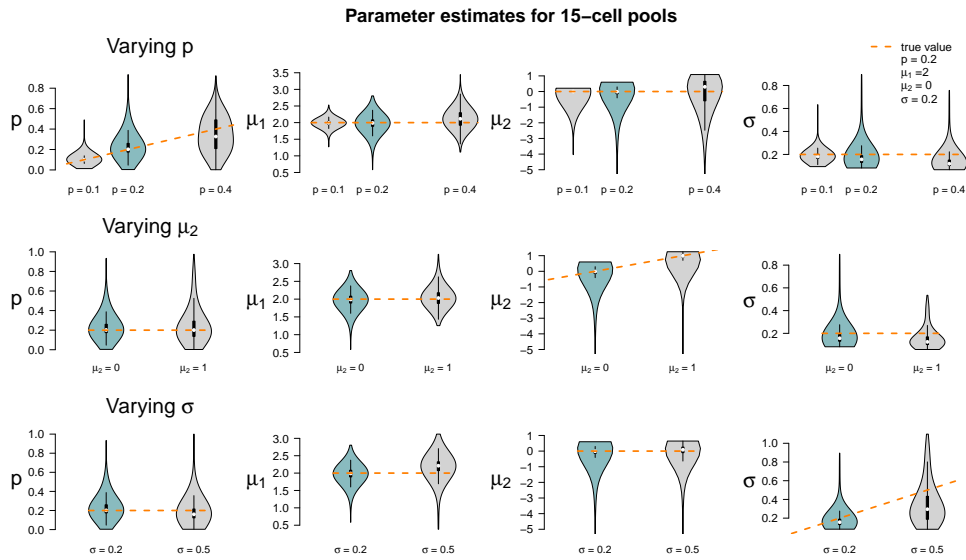 Parameter estimates for 15−cell pools
Varying p
true value
p = 0.2
μ1 =2
μ2 = 0
σ = 0.2
p
0.8
0.6
0.4
0.2
0.0
p = 0.1 p = 0.2 p = 0.4
μ1
3.5
3.0
2.5
2.0
1.5
1.0
0.5
p = 0.1 p = 0.2 p = 0.4
μ2
1
0
−1
−2
−3
−4
−5
p = 0.1 p = 0.2 p = 0.4
σ
0.8
0.6
0.4
0.2
p = 0.1 p = 0.2 p = 0.4
Varying μ2
p
1.0
0.8
0.6
0.4
0.2
0.0
μ2 = 0 μ2 = 1
μ1
3.5
3.0
2.5
2.0
1.5
1.0
0.5
μ2 = 0 μ2 = 1
μ2
1
0
−1
−2
−3
−4
−5
μ2 = 0 μ2 = 1
σ
0.8
0.6
0.4
0.2
μ2 = 0 μ2 = 1
Varying σ
p
1.0
0.8
0.6
0.4
0.2
0.0
σ = 0.2 σ = 0.5
μ1
3.0
2.5
2.0
1.5
1.0
0.5
σ = 0.2 σ = 0.5
μ2
1
0
−1
−2
−3
−4
−5
σ = 0.2 σ = 0.5
σ
1.0
0.8
0.6
0.4
0.2
σ = 0.2 σ = 0.5